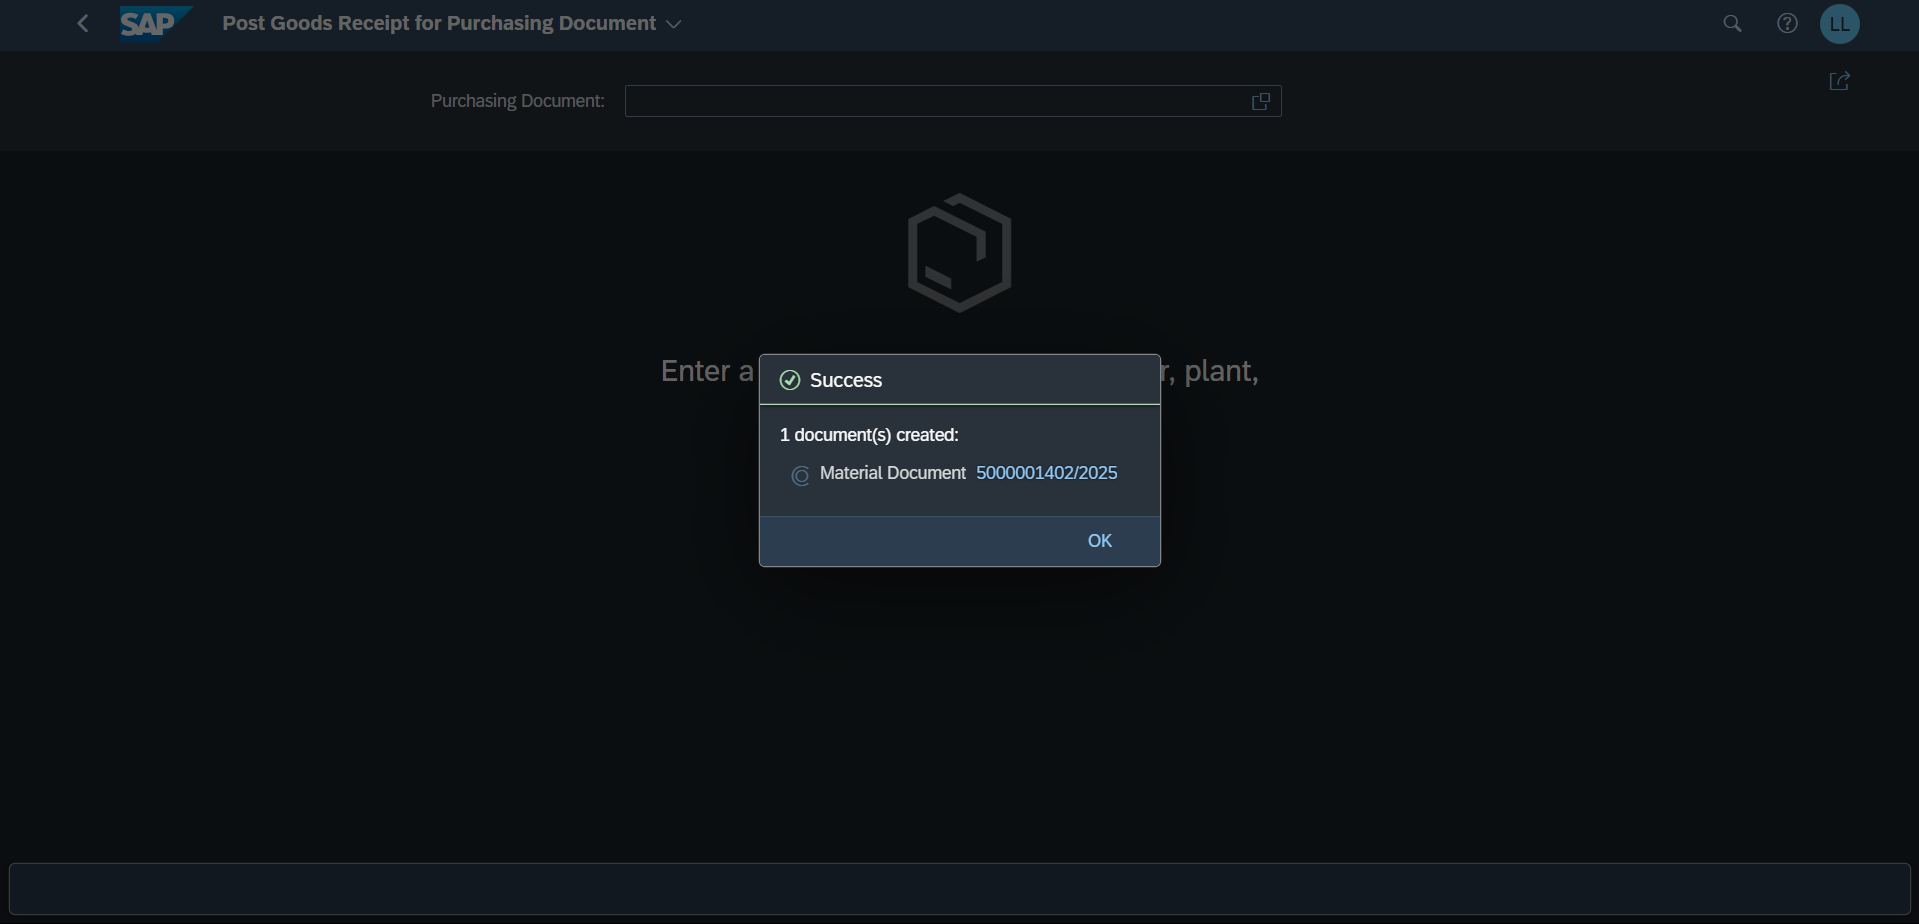 SAP
Post Goods Receipt for Purchasing Document
LL
Purchasing Document:
Enter a
, plant,
Success
1 document(s) created:
Material Document 5000001402/2025
OK